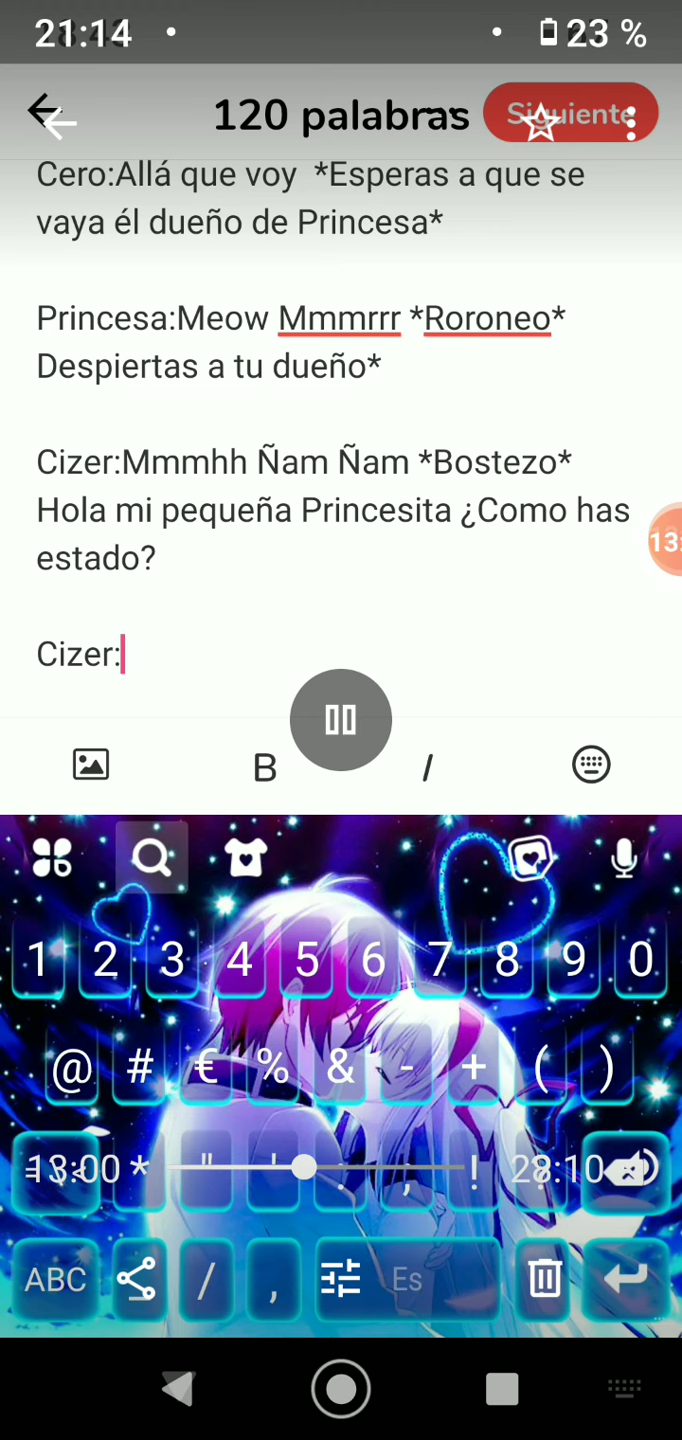 21:14
23 %
120 palabras
Siguiente
Cero:Allá que voy  *Esperas a que se
vaya él dueño de Princesa*
Princesa:Meow Mmmrrr *Roroneo*
Despiertas a tu dueño*
Cizer:Mmmhh Ñam Ñam *Bostezo*
Hola mi pequeña Princesita ¿Como has
estado?
13:
Cizer:
B I
1 2 3 4 5 6 7 8 9 0
@ # € % & - + ( )
13:00 * " ' : ; ! 28:10
ABC / , Es